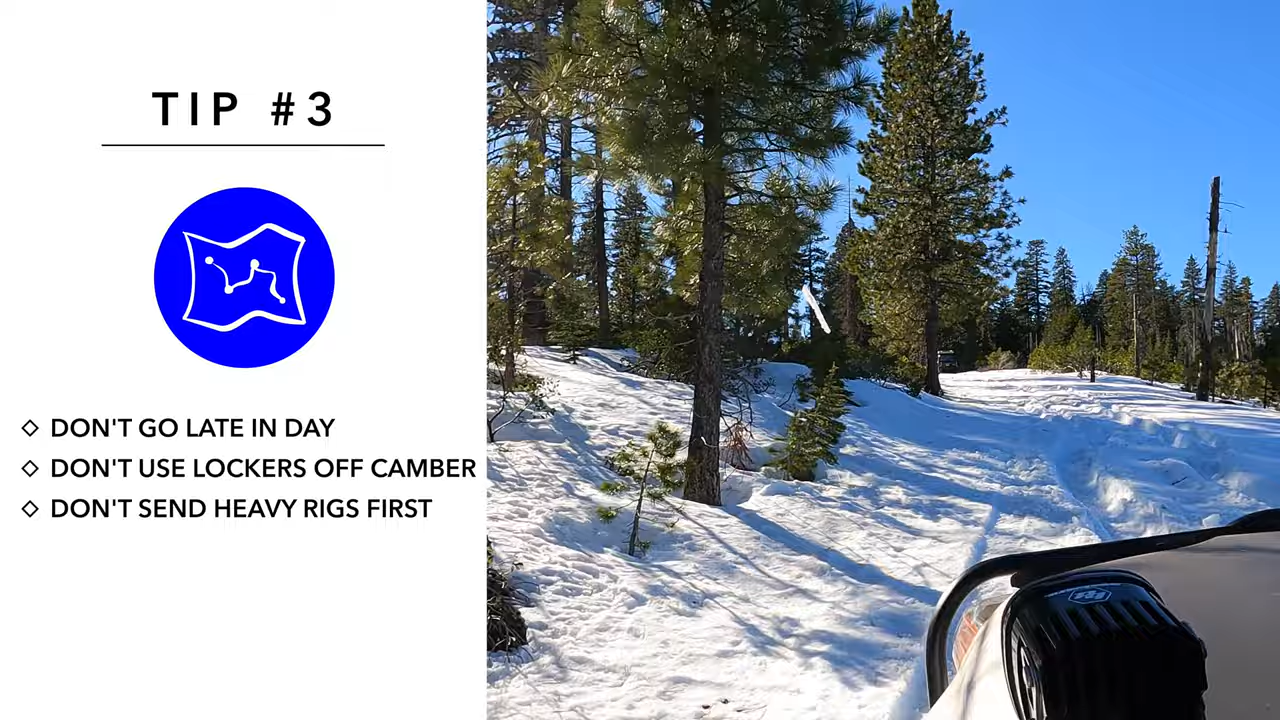 TIP #3
DON'T GO LATE IN DAY
DON'T USE LOCKERS OFF CAMBER
DON'T SEND HEAVY RIGS FIRST